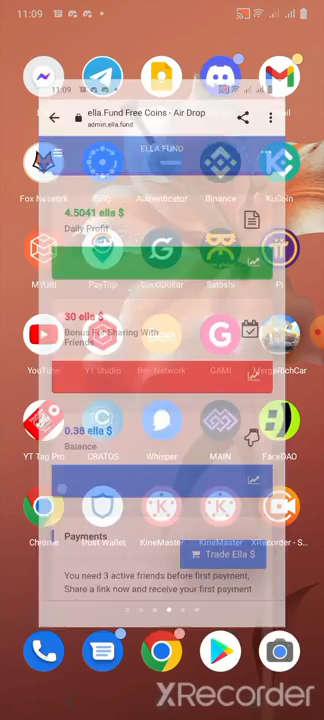 11:09
11:09
ella.Fund Free Coins - Air Drop
admin.ella.fund
ELLA.FUND
Fox Network
Authenticator
Binance
KuCoin
4.5041 ella $
Daily Profit
PayTop
Satoshi
Pi
30 ella $
Bonus For Sharing With
Friends
YouTube
YT Studio
Bee Network
GAMI
MergeRichCar
0.38 ella $
Balance
YT Tag Pro
CRATOS
Whisper
MAIN
FaceDAO
Chrome
Trust Wallet
KineMaster
KineMaster
XRecorder - S...
Payments
Trade Ella $
You need 3 active friends before first payment,
Share a link now and receive your first payment
XRecorder